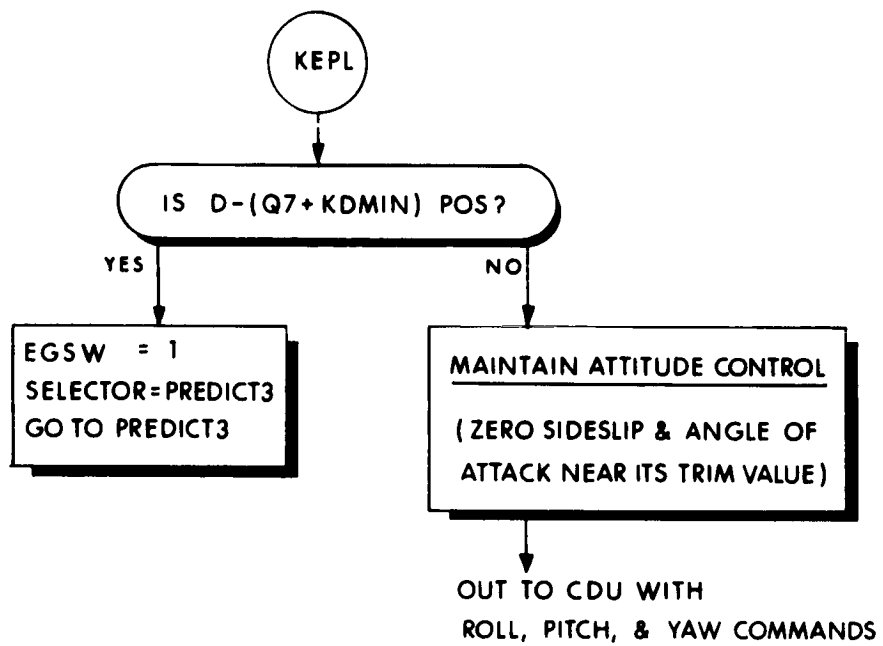 KEPL
IS D-(Q7+KDMIN) POS?
YES
NO
EGSW = 1
SELECTOR=PREDICT3
GO TO PREDICT3
MAINTAIN ATTITUDE CONTROL
(ZERO SIDESLIP & ANGLE OF
ATTACK NEAR ITS TRIM VALUE)
OUT TO CDU WITH
ROLL, PITCH, & YAW COMMANDS